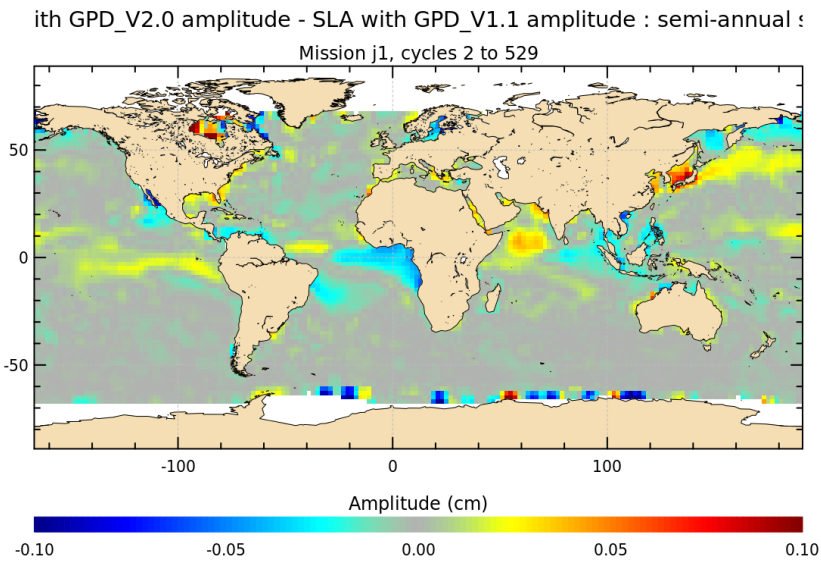 ith GPD_V2.0 amplitude - SLA with GPD_V1.1 amplitude : semi-annual
Mission j1, cycles 2 to 529
50
0
-50
-100 0 100
Amplitude (cm)
-0.10 -0.05 0.00 0.05 0.10